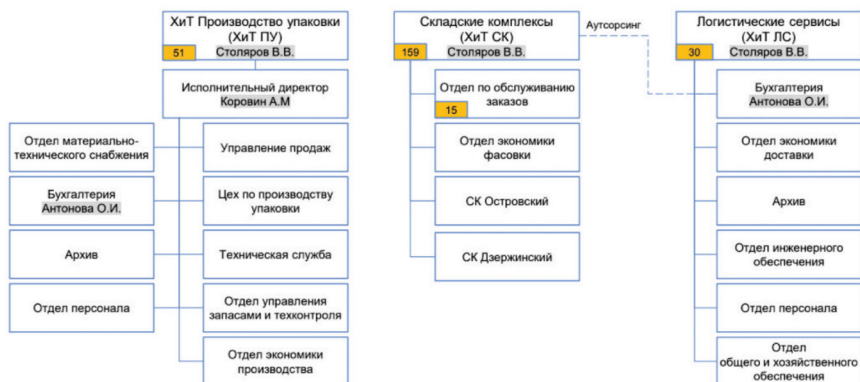 ХиТ Производство упаковки
(ХиТ ПУ)
51
Столяров В.В.
Исполнительный директор
Коровин А.М
Отдел материально-
технического снабжения
Управление продаж
Бухгалтерия
Антонова О.И.
Цех по производству
упаковки
Архив
Техническая служба
Отдел персонала
Отдел управления
запасами и техконтроля
Отдел экономики
производства
Складские комплексы
(ХиТ СК)
159
Столяров В.В.
Отдел по обслуживанию
заказов
15
Отдел экономики
фасовки
СК Островский
СК Дзержинский
Аутсорсинг
Логистические сервисы
(ХиТ ЛС)
30
Столяров В.В.
Бухгалтерия
Антонова О.И.
Отдел экономики
доставки
Архив
Отдел инженерного
обеспечения
Отдел персонала
Отдел
общего и хозяйственного
обеспечения